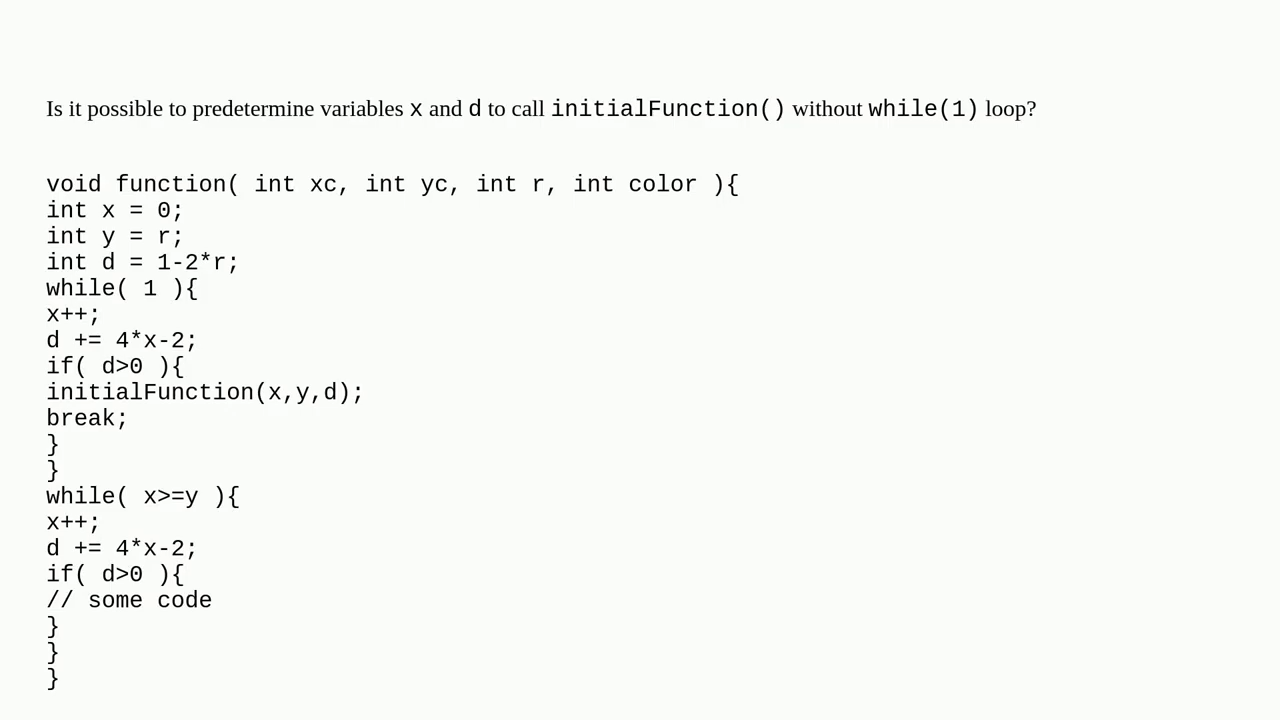 Is it possible to predetermine variables x and d to call initialFunction() without while(1) loop?
void function( int xc, int yc, int r, int color ){
int x = 0;
int y = r;
int d = 1-2*r;
while( 1 ){
x++;
d += 4*x-2;
if( d>0 ){
initialFunction(x,y,d);
break;
}
}
while( x>=y ){
x++;
d += 4*x-2;
if( d>0 ){
// some code
}
}
}